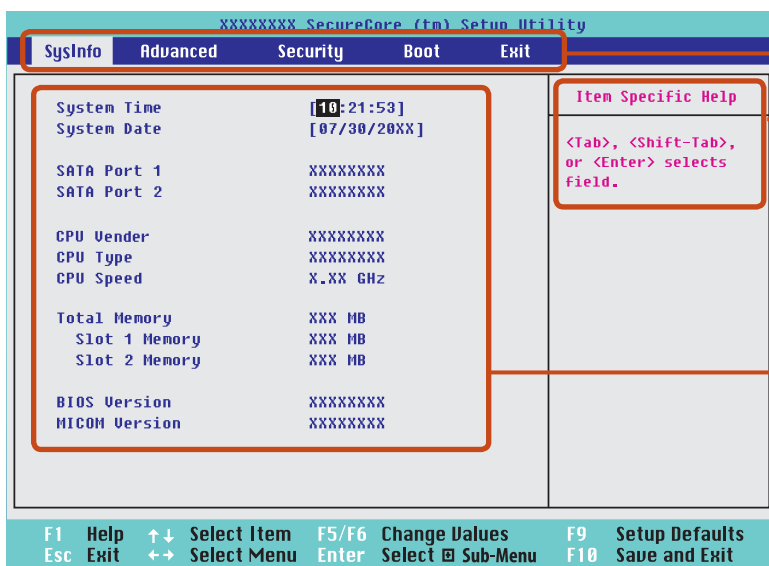 XXXXXXXX SecureCore (tm) Setup Utility
SysInfo Advanced Security Boot Exit
System Time [10:21:53]
System Date [07/30/20XX]
SATA Port 1 XXXXXXXX
SATA Port 2 XXXXXXXX
CPU Vender XXXXXXXX
CPU Type XXXXXXXX
CPU Speed X.XX GHz
Total Memory XXX MB
Slot 1 Memory XXX MB
Slot 2 Memory XXX MB
BIOS Version XXXXXXXX
MICOM Version XXXXXXXX
Item Specific Help
<Tab>, <Shift-Tab>,
or <Enter> selects
field.
F1 Help ↑↓ Select Item F5/F6 Change Values F9 Setup Defaults
Esc Exit ←→ Select Menu Enter Select ⊞ Sub-Menu F10 Save and Exit